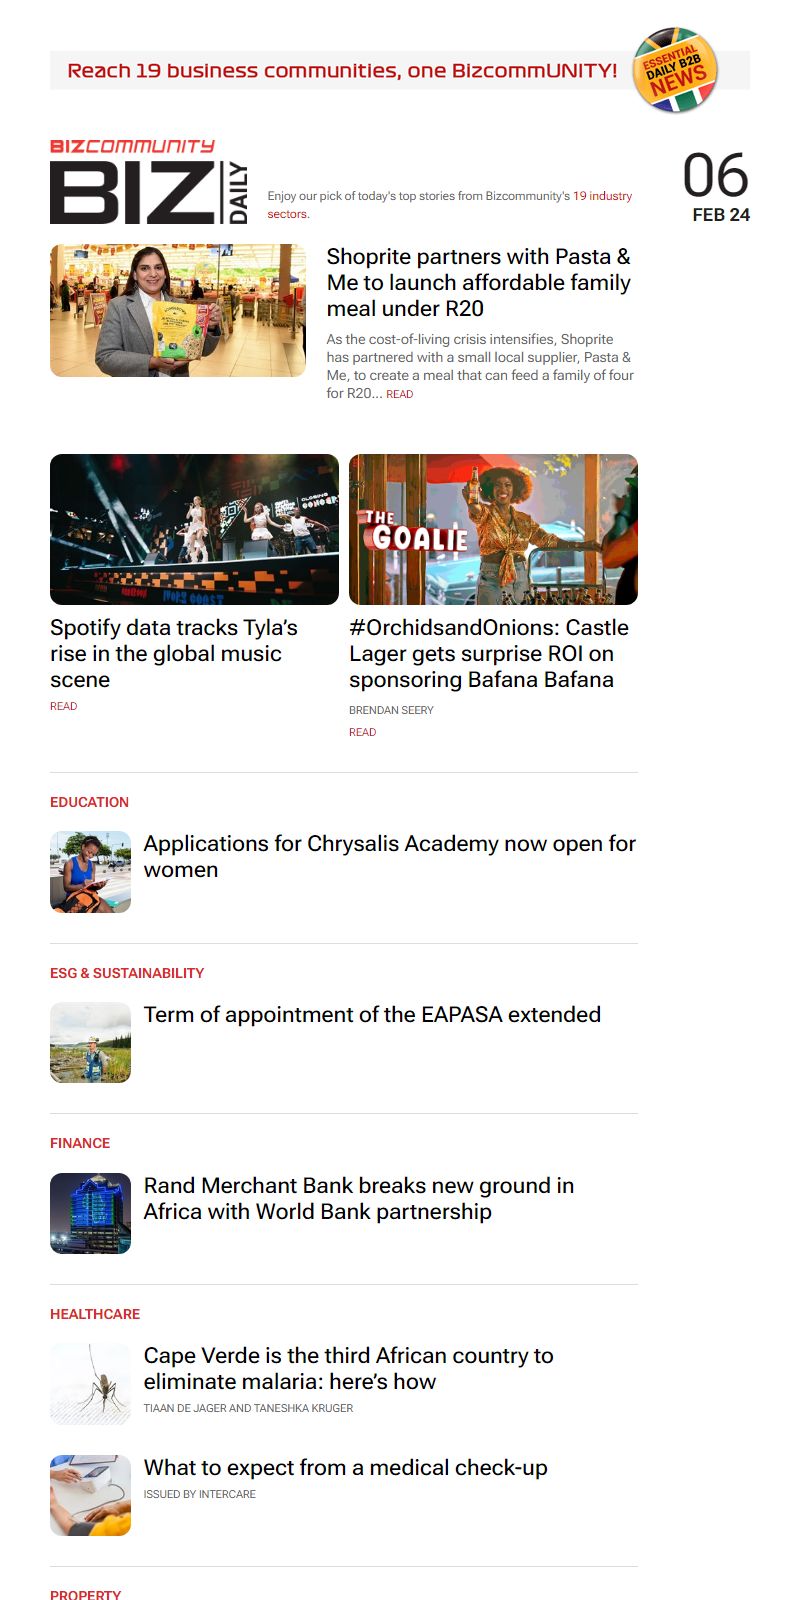 Reach 19 business communities, one BizcommUNITY!
ESSENTIAL
DAILY B2B
NEWS
BIZCOMMUNITY
BIZ
DAILY
Enjoy our pick of today's top stories from Bizcommunity's 19 industry
sectors.
06
FEB 24
Shoprite partners with Pasta &
Me to launch affordable family
meal under R20
As the cost-of-living crisis intensifies, Shoprite
has partnered with a small local supplier, Pasta &
Me, to create a meal that can feed a family of four
for R20... READ
CLOSING
IVORY COAST
Spotify data tracks Tyla’s
rise in the global music
scene
READ
THE
GOALIE
#OrchidsandOnions: Castle
Lager gets surprise ROI on
sponsoring Bafana Bafana
BRENDAN SEERY
READ
EDUCATION
Applications for Chrysalis Academy now open for
women
ESG & SUSTAINABILITY
Term of appointment of the EAPASA extended
FINANCE
Rand Merchant Bank breaks new ground in
Africa with World Bank partnership
HEALTHCARE
Cape Verde is the third African country to
eliminate malaria: here’s how
TIAAN DE JAGER AND TANESHKA KRUGER
What to expect from a medical check-up
ISSUED BY INTERCARE
PROPERTY